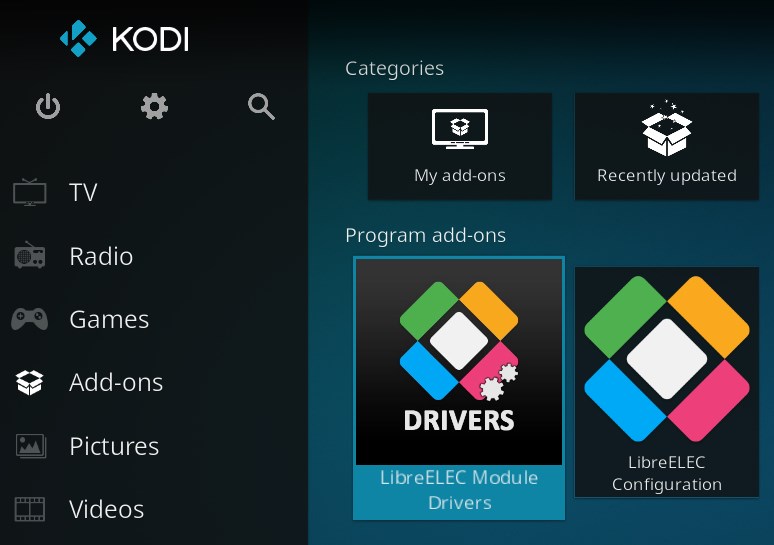 KODI
TV
Radio
Games
Add-ons
Pictures
Videos
Categories
My add-ons
Recently updated
Program add-ons
DRIVERS
LibreELEC Module
Drivers
LibreELEC
Configuration